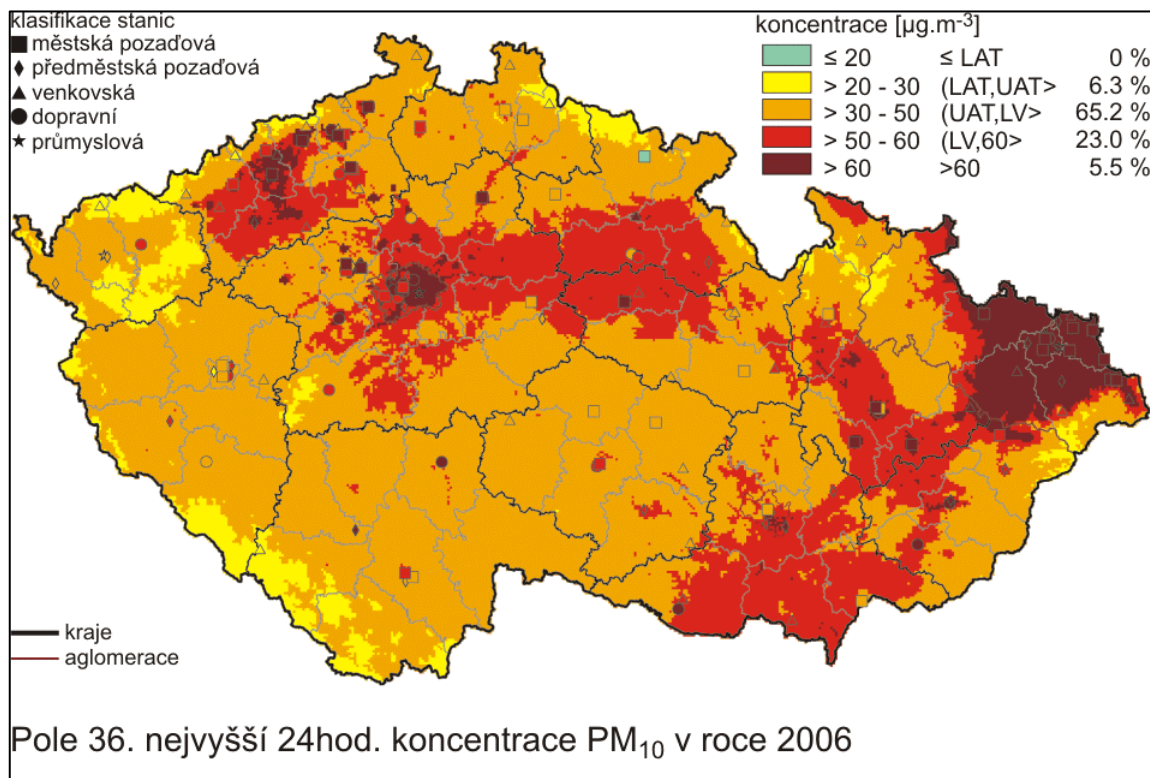 klasifikace stanic
městská pozaďová
předměstská pozaďová
venkovská
dopravní
průmyslová
koncentrace [µg.m⁻³]
≤ 20 ≤ LAT 0 %
> 20 - 30 (LAT,UAT> 6.3 %
> 30 - 50 (UAT,LV> 65.2 %
> 50 - 60 (LV,60> 23.0 %
> 60 >60 5.5 %
kraje
aglomerace
Pole 36. nejvyšší 24hod. koncentrace PM₁₀ v roce 2006